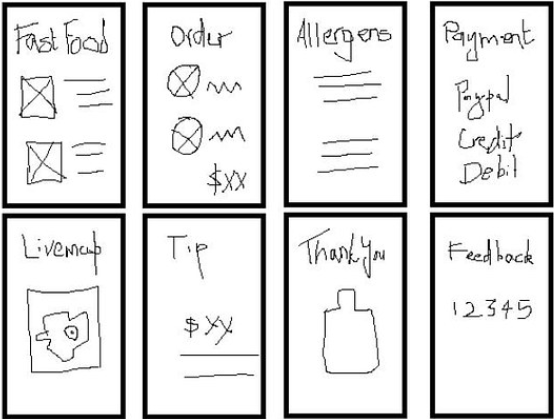 Fast Food
Order
$XX
Allergens
Payment
Paypal
Credit
Debit
Livemap
Tip
$XX
Thank You
Feedback
12345